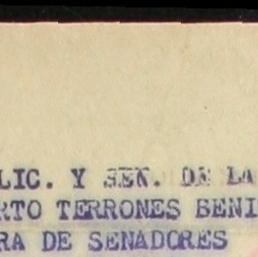 LIC. Y SEN. DE LA
RTO TERRONES BENI
RA DE SENADORES